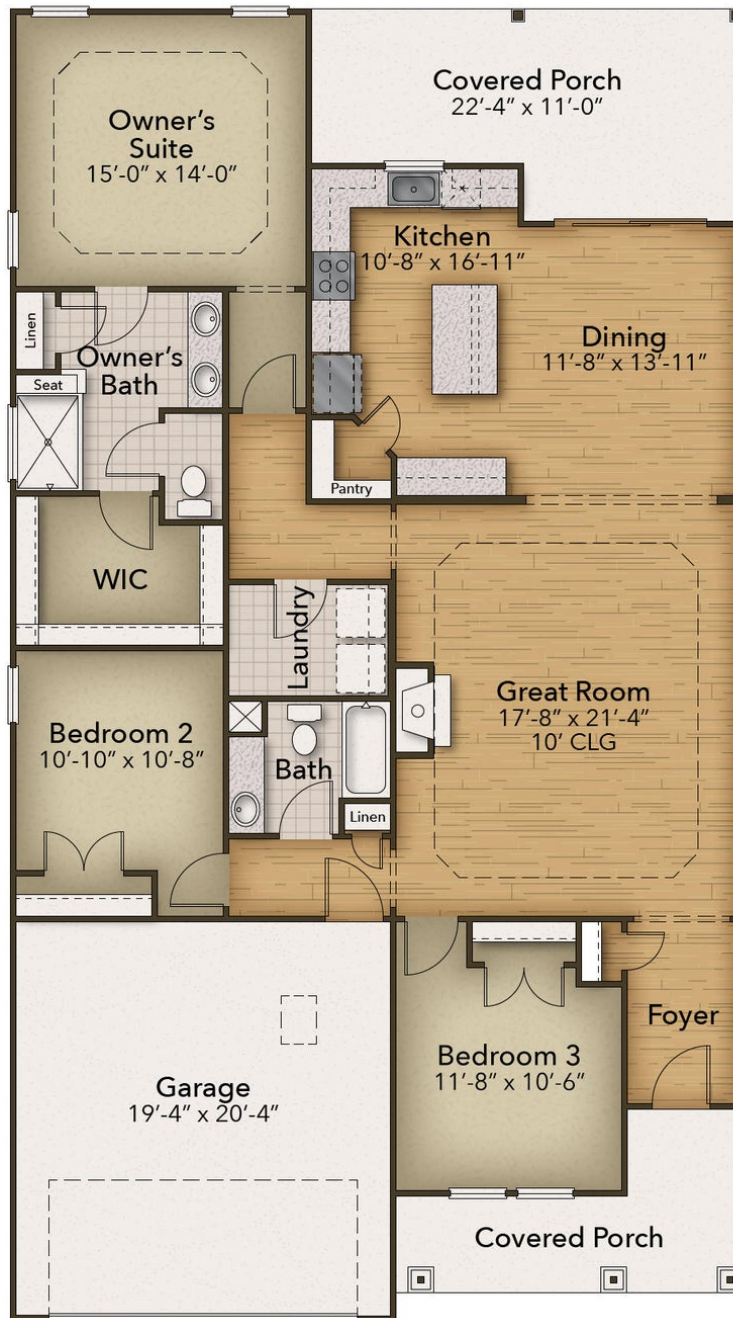 Covered Porch
22’-4” x 11’-0”
Owner’s
Suite
15’-0” x 14’-0”
Kitchen
10’-8” x 16’-11”
Dining
11’-8” x 13’-11”
Linen
Owner’s
Bath
Seat
Pantry
WIC
Laundry
Great Room
17’-8” x 21’-4”
10’ CLG
Bedroom 2
10’-10” x 10’-8”
Bath
Linen
Foyer
Bedroom 3
11’-8” x 10’-6”
Garage
19’-4” x 20’-4”
Covered Porch